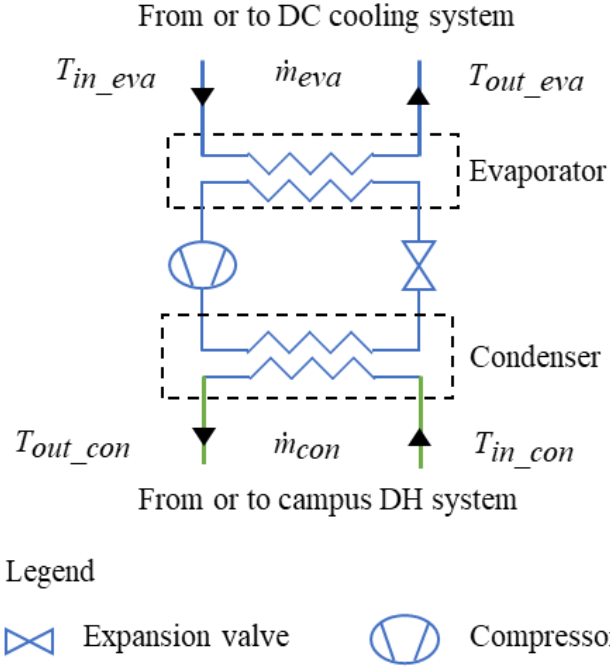 From or to DC cooling system
T_in_eva ṁ_eva T_out_eva
Evaporator
Condenser
T_out_con ṁ_con T_in_con
From or to campus DH system
Legend
Expansion valve Compressor